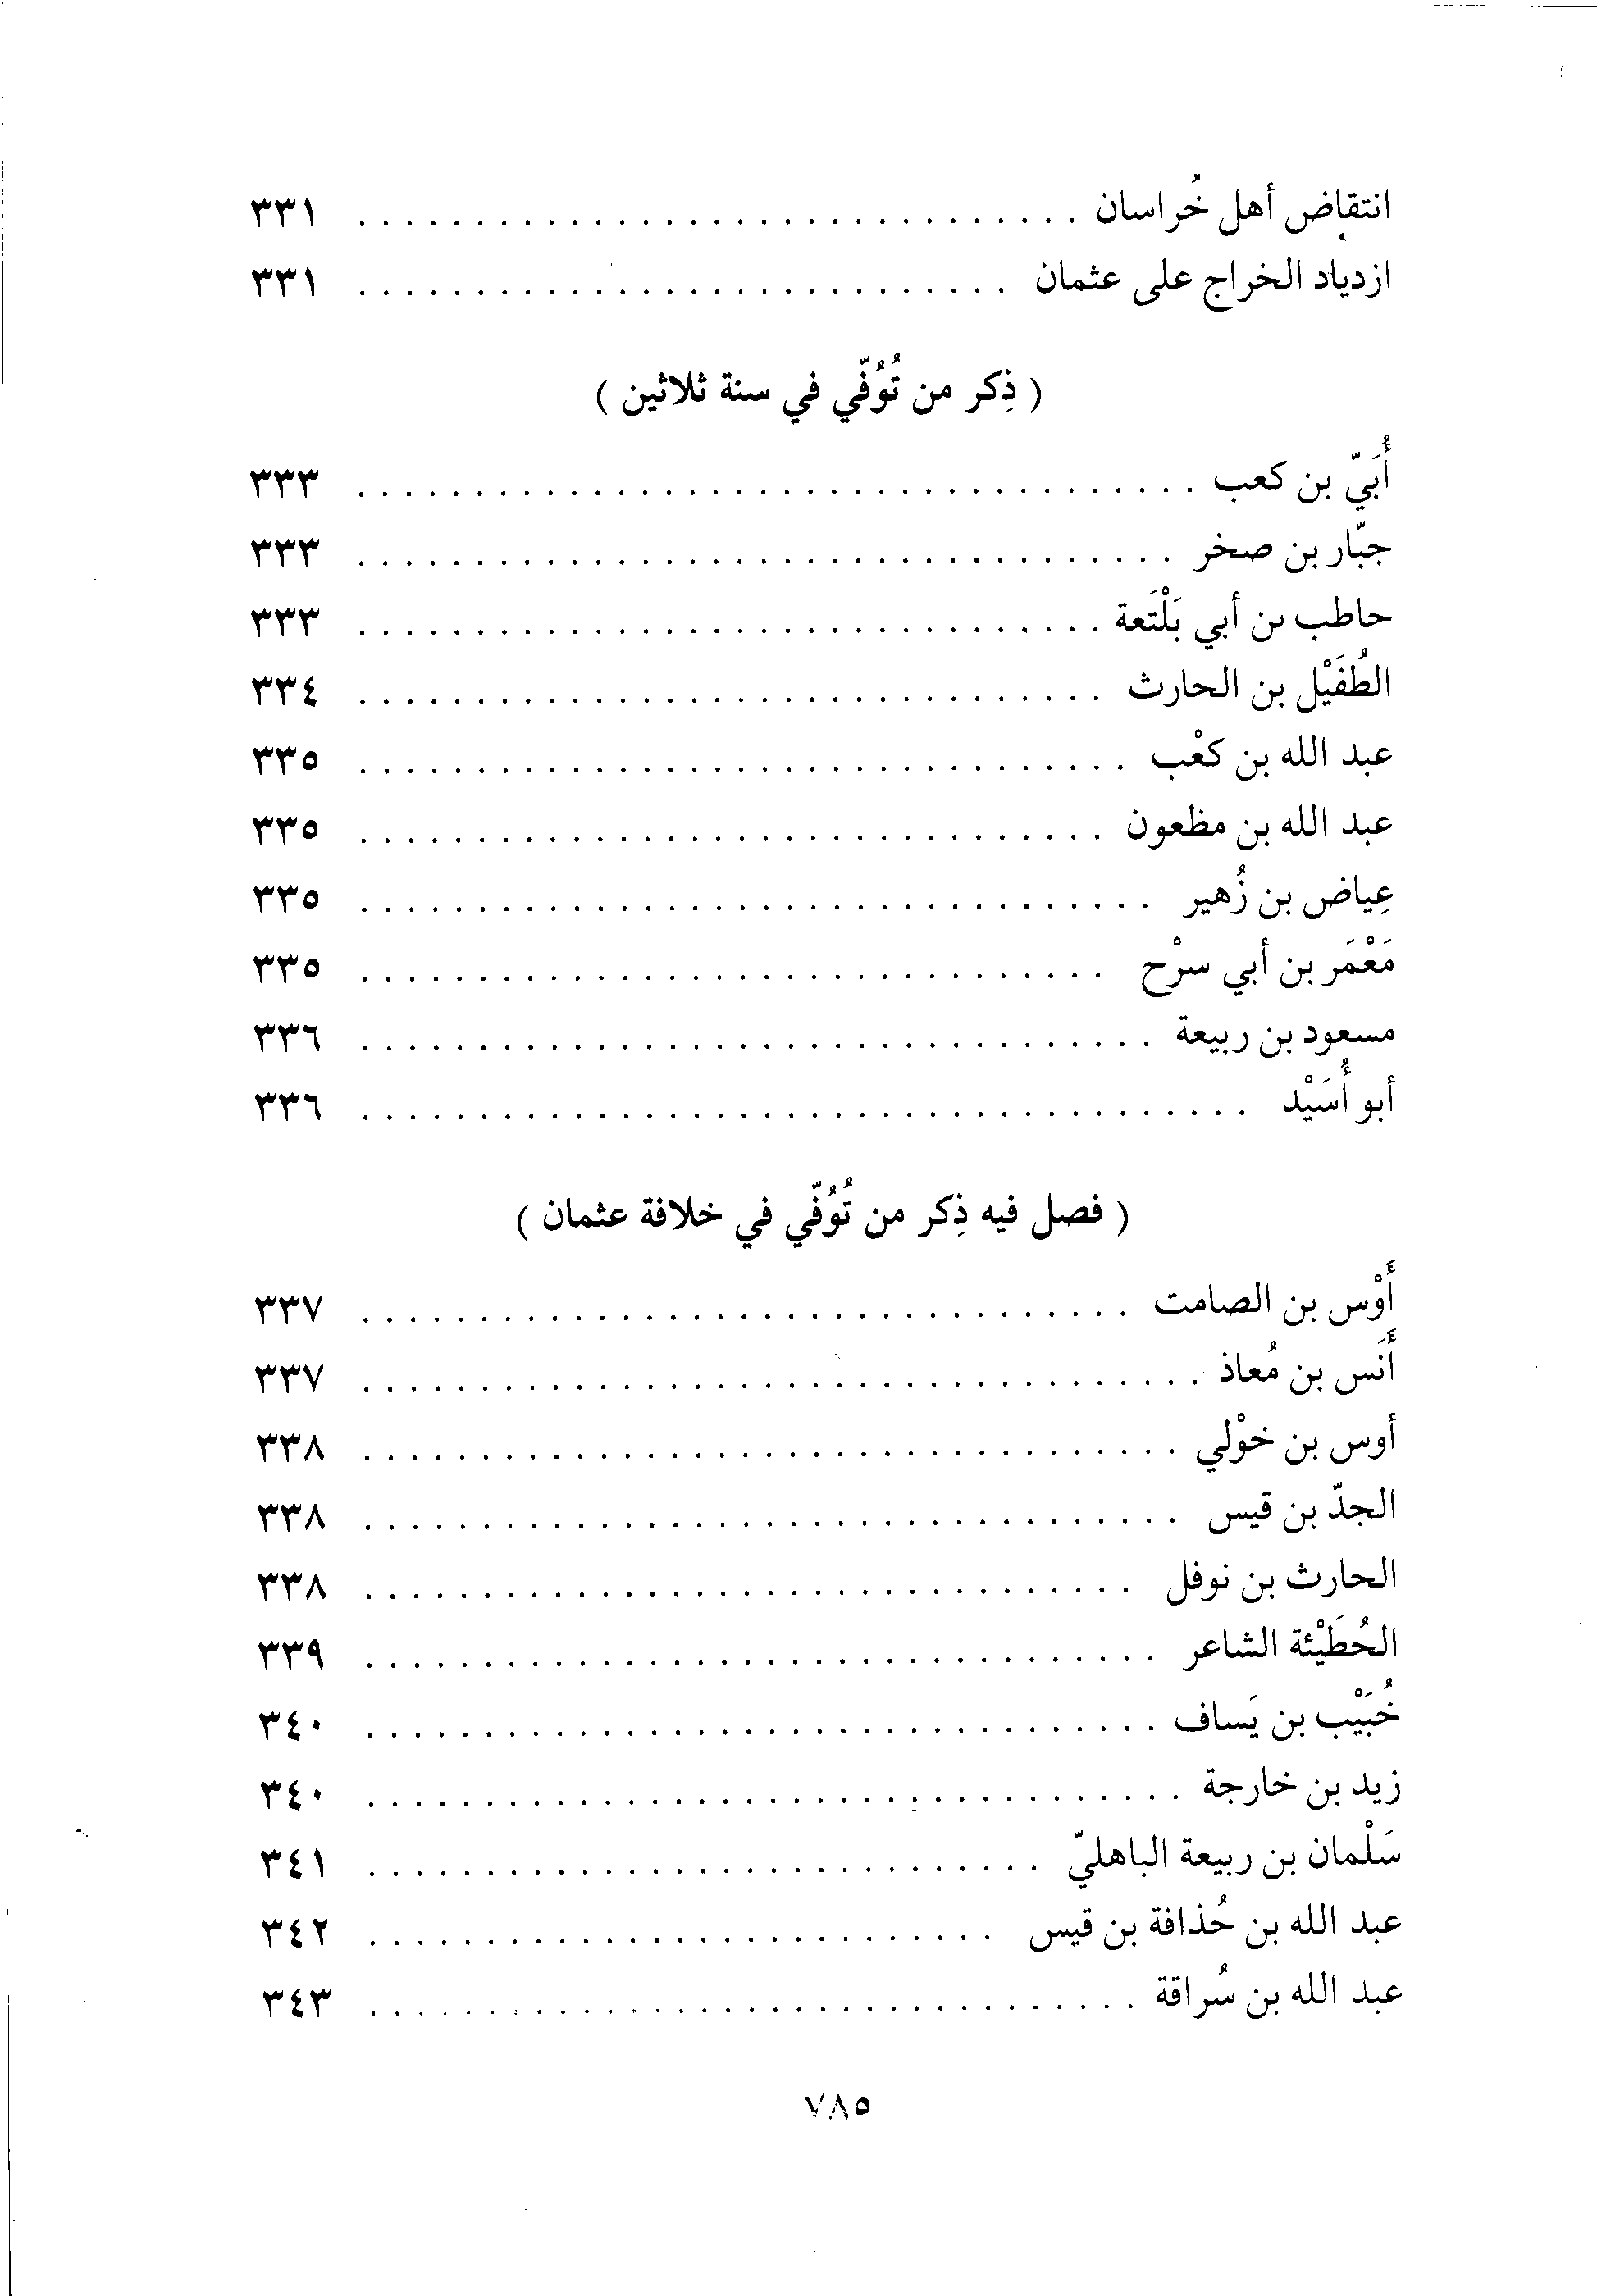 انتقاض أهل خُراسان . . . . . . . . . . . . . . . . . . . . . . . . . . . . . . . ٣٣١
ازدياد الخراج على عثمان . . . . . . . . . . . . . . . . . . . . . . . . . . . . ٣٣١
( ذِكر من تُوُفّي في سنة ثلاثين )
أُبَيّ بن كعب . . . . . . . . . . . . . . . . . . . . . . . . . . . . . . . . . . . . ٣٣٣
جبّار بن صخر . . . . . . . . . . . . . . . . . . . . . . . . . . . . . . . . . . . ٣٣٣
حاطب بن أبي بَلْتَعة . . . . . . . . . . . . . . . . . . . . . . . . . . . . . . . . ٣٣٣
الطُفَيْل بن الحارث . . . . . . . . . . . . . . . . . . . . . . . . . . . . . . . . ٣٣٤
عبد الله بن كعْب . . . . . . . . . . . . . . . . . . . . . . . . . . . . . . . . . ٣٣٥
عبد الله بن مظعون . . . . . . . . . . . . . . . . . . . . . . . . . . . . . . . . ٣٣٥
عِياض بن زُهير . . . . . . . . . . . . . . . . . . . . . . . . . . . . . . . . . . ٣٣٥
مَعْمَر بن أبي سرْح . . . . . . . . . . . . . . . . . . . . . . . . . . . . . . . . ٣٣٥
مسعود بن ربيعة . . . . . . . . . . . . . . . . . . . . . . . . . . . . . . . . . . ٣٣٦
أبو أُسَيْد . . . . . . . . . . . . . . . . . . . . . . . . . . . . . . . . . . . . . . ٣٣٦
( فصل فيه ذِكر من تُوُفّي في خلافة عثمان )
أَوْس بن الصامت . . . . . . . . . . . . . . . . . . . . . . . . . . . . . . . . . ٣٣٧
أَنَس بن مُعاذ . . . . . . . . . . . . . . . . . . . . . . . . . . . . . . . . . . . . ٣٣٧
أوس بن خوْلي . . . . . . . . . . . . . . . . . . . . . . . . . . . . . . . . . . . ٣٣٨
الجدّ بن قيس . . . . . . . . . . . . . . . . . . . . . . . . . . . . . . . . . . . ٣٣٨
الحارث بن نوفل . . . . . . . . . . . . . . . . . . . . . . . . . . . . . . . . . ٣٣٨
الحُطَيْئة الشاعر . . . . . . . . . . . . . . . . . . . . . . . . . . . . . . . . . . ٣٣٩
خُبَيْب بن يَساف . . . . . . . . . . . . . . . . . . . . . . . . . . . . . . . . . . ٣٤٠
زيد بن خارجة . . . . . . . . . . . . . . . . . . . . . . . . . . . . . . . . . . . ٣٤٠
سَلْمان بن ربيعة الباهليّ . . . . . . . . . . . . . . . . . . . . . . . . . . . . . ٣٤١
عبد الله بن حُذافة بن قيس . . . . . . . . . . . . . . . . . . . . . . . . . . . ٣٤٢
عبد الله بن سُراقة . . . . . . . . . . . . . . . . . . . . . . . . . . . . . . . . . ٣٤٣
٧٨٥